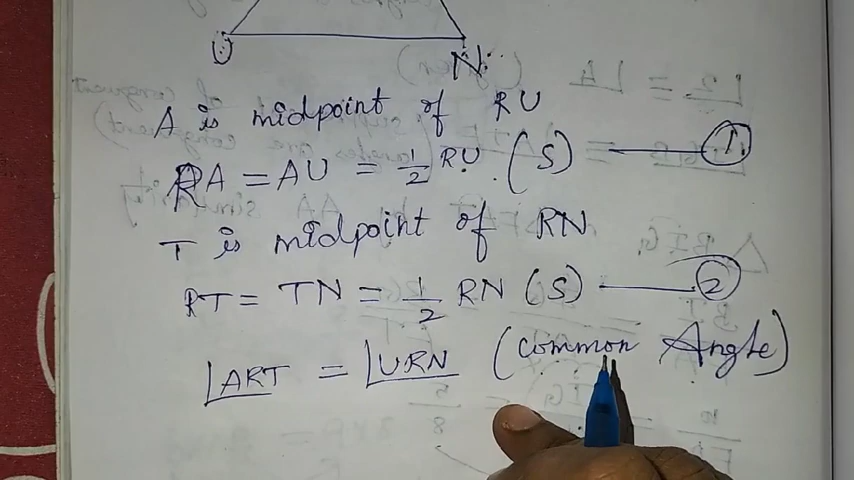 U N
A is midpoint of RU
RA = AU = 1/2 RU. (S) — 1
T is midpoint of RN
RT = TN = 1/2 RN (S) — 2
∠ART = ∠URN (common Angle)